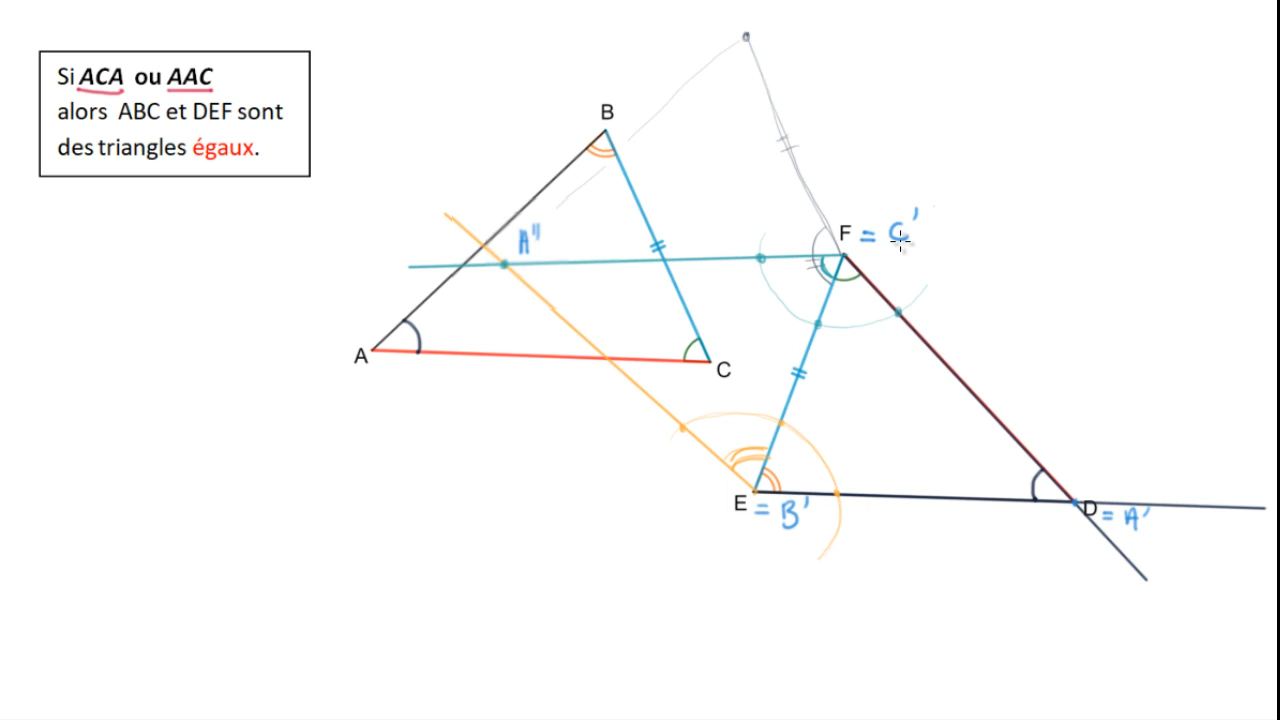 Si ACA ou AAC
alors ABC et DEF sont
des triangles égaux.
B
A"
F = C'
A
C
E = B'
D = A'